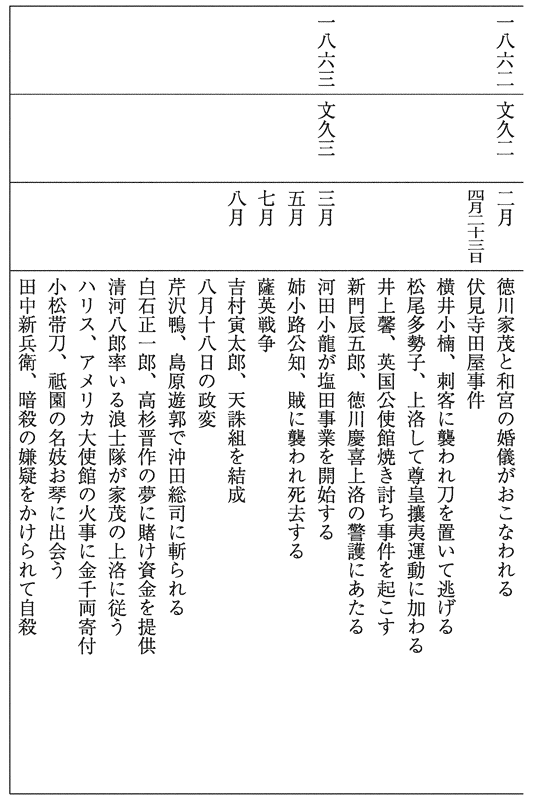 一八六二 文久二 二月 徳川家茂と和宮の婚儀がおこなわれる
四月二十三日 伏見寺田屋事件
横井小楠、刺客に襲われ刀を置いて逃げる
松尾多勢子、上洛して尊皇攘夷運動に加わる
井上馨、英国公使館焼き討ち事件を起こす
新門辰五郎、徳川慶喜上洛の警護にあたる
一八六三 文久三 三月 河田小龍が塩田事業を開始する
五月 姉小路公知、賊に襲われ死去する
七月 薩英戦争
八月 吉村寅太郎、天誅組を結成
八月十八日の政変
芹沢鴨、島原遊郭で沖田総司に斬られる
白石正一郎、高杉晋作の夢に賭け資金を提供
清河八郎率いる浪士隊が家茂の上洛に従う
ハリス、アメリカ大使館の火事に金千両寄付
小松帯刀、祇園の名妓お琴に出会う
田中新兵衛、暗殺の嫌疑をかけられて自殺